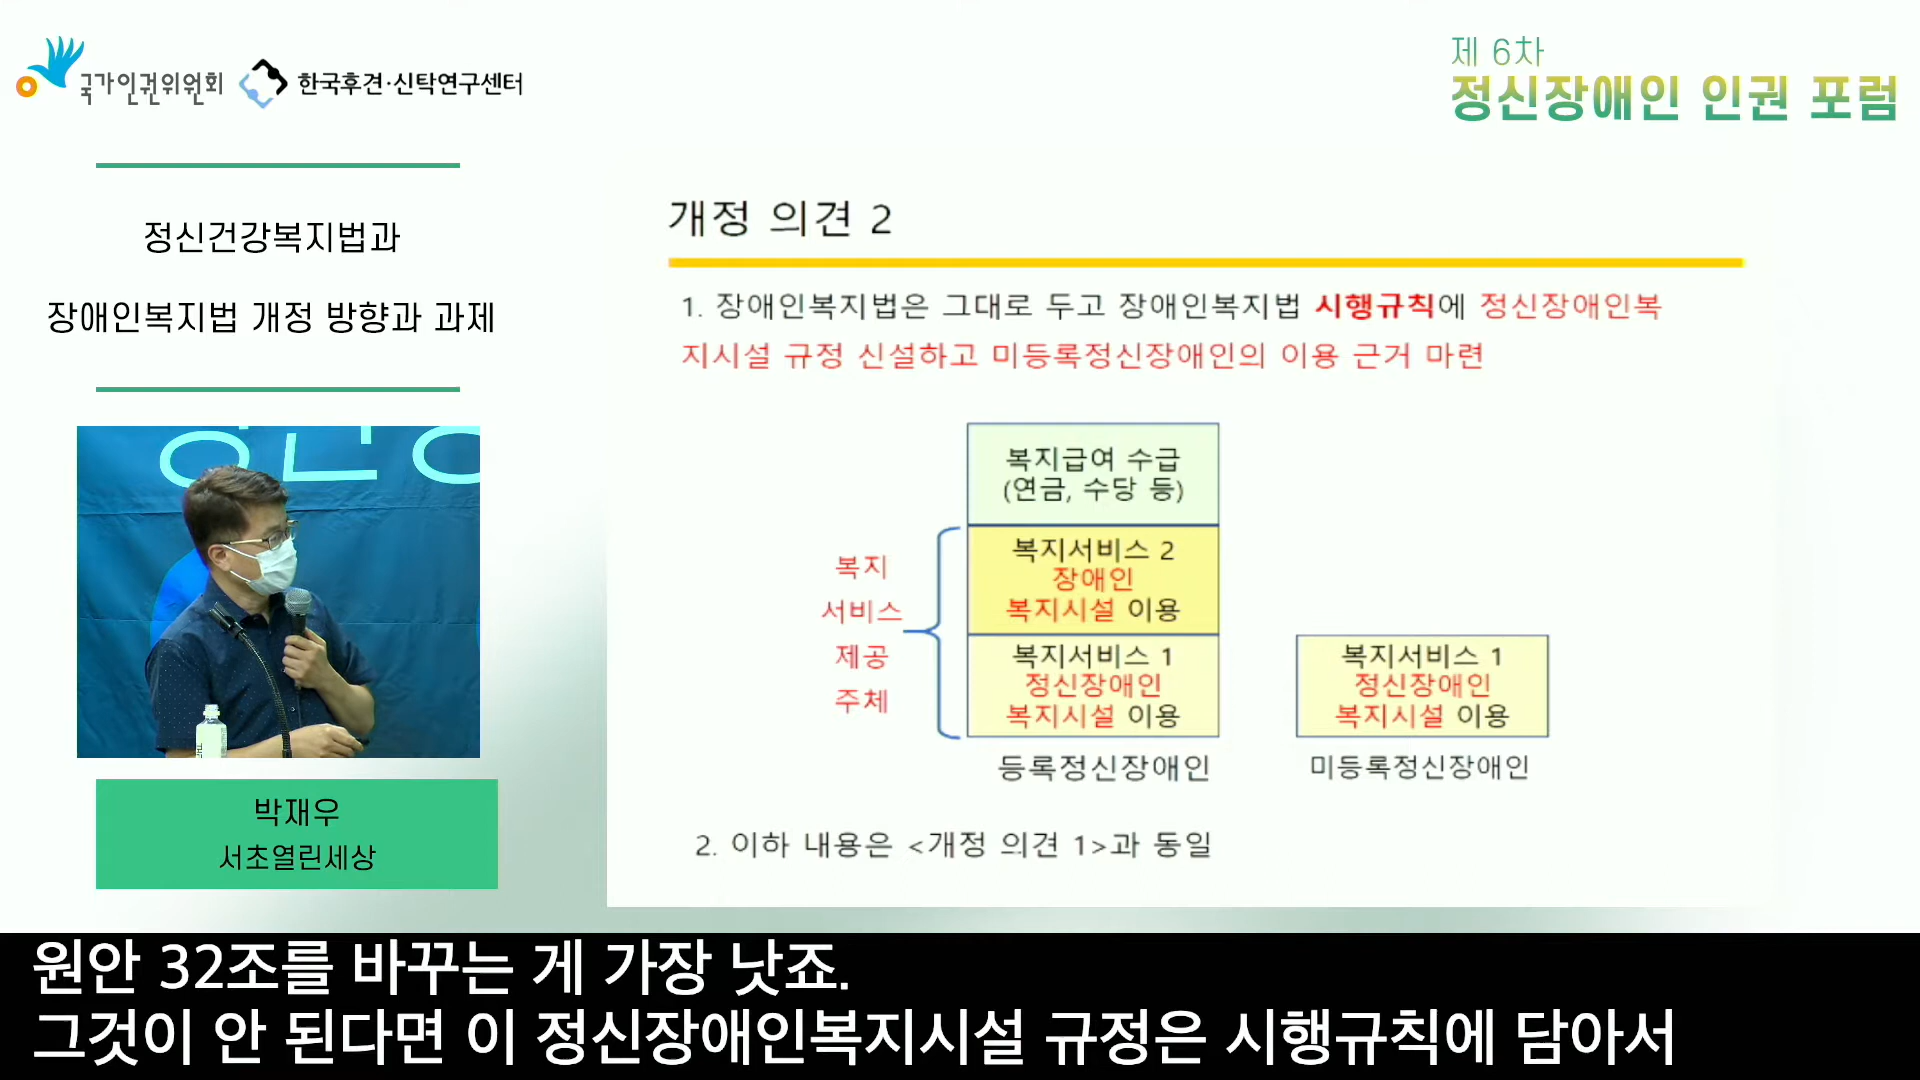 국가인권위원회
한국후견·신탁연구센터
제 6차
정신장애인 인권 포럼
정신건강복지법과
장애인복지법 개정 방향과 과제
박재우
서초열린세상
개정 의견 2
1. 장애인복지법은 그대로 두고 장애인복지법 시행규칙에 정신장애인복
지시설 규정 신설하고 미등록정신장애인의 이용 근거 마련
복지급여 수급
(연금, 수당 등)
복지서비스 2
장애인
복지시설 이용
복지서비스 1
정신장애인
복지시설 이용
등록정신장애인
복지
서비스
제공
주체
복지서비스 1
정신장애인
복지시설 이용
미등록정신장애인
2. 이하 내용은 <개정 의견 1>과 동일
원안 32조를 바꾸는 게 가장 낫죠.
그것이 안 된다면 이 정신장애인복지시설 규정은 시행규칙에 담아서